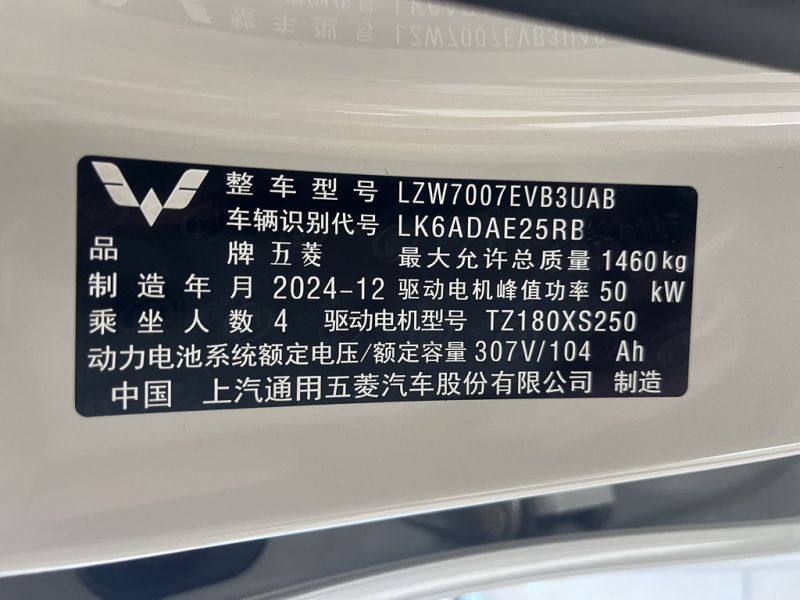 整车型号 LZW7007EVB3UAB
车辆识别代号 LK6ADAE25RB
品牌 五菱 最大允许总质量 1460kg
制造年月 2024-12 驱动电机峰值功率 50 kW
乘坐人数 4 驱动电机型号 TZ180XS250
动力电池系统额定电压/额定容量 307V/104 Ah
中国 上汽通用五菱汽车股份有限公司 制造